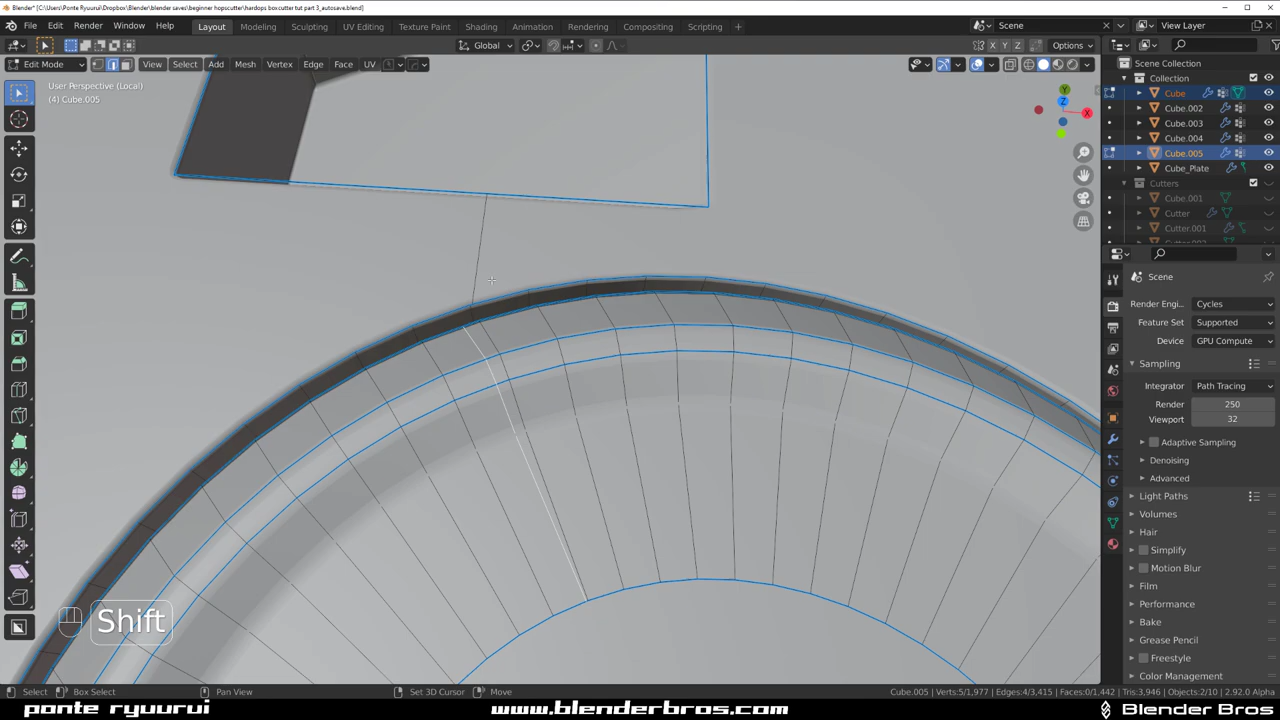 Blender* [C:\Users\Ponte Ryuurui\Dropbox\Blender\blender saves\beginner hopscutter\hardops boxcutter tut part 3_autosave.blend]
File Edit Render Window Help
Layout Modeling Sculpting UV Editing Texture Paint Shading Animation Rendering Compositing Scripting +
Scene
View Layer
Global
X Y Z
Options
Edit Mode
View Select Add Mesh Vertex Edge Face UV
User Perspective (Local)
(4) Cube.005
Y
Z
X
Scene Collection
Collection
Cube
Cube.002
Cube.003
Cube.004
Cube.005
Cube_Plate
Cutters
Cube.001
Cutter
Cutter.001
Cutter.002
Scene
Render Engi...
Cycles
Feature Set
Supported
Device
GPU Compute
Sampling
Integrator
Path Tracing
Render
250
Viewport
32
Adaptive Sampling
Denoising
Advanced
Light Paths
Volumes
Hair
Simplify
Motion Blur
Film
Performance
Bake
Grease Pencil
Freestyle
Color Management
Shift
Select
Box Select
Pan View
Set 3D Cursor
Move
Cube.005 | Verts:5/1,977 | Edges:4/3,415 | Faces:0/1,442 | Tris:3,946 | Objects:2/10 | 2.92.0 Alpha
ponte ryuurui
www.blenderbros.com
Blender Bros